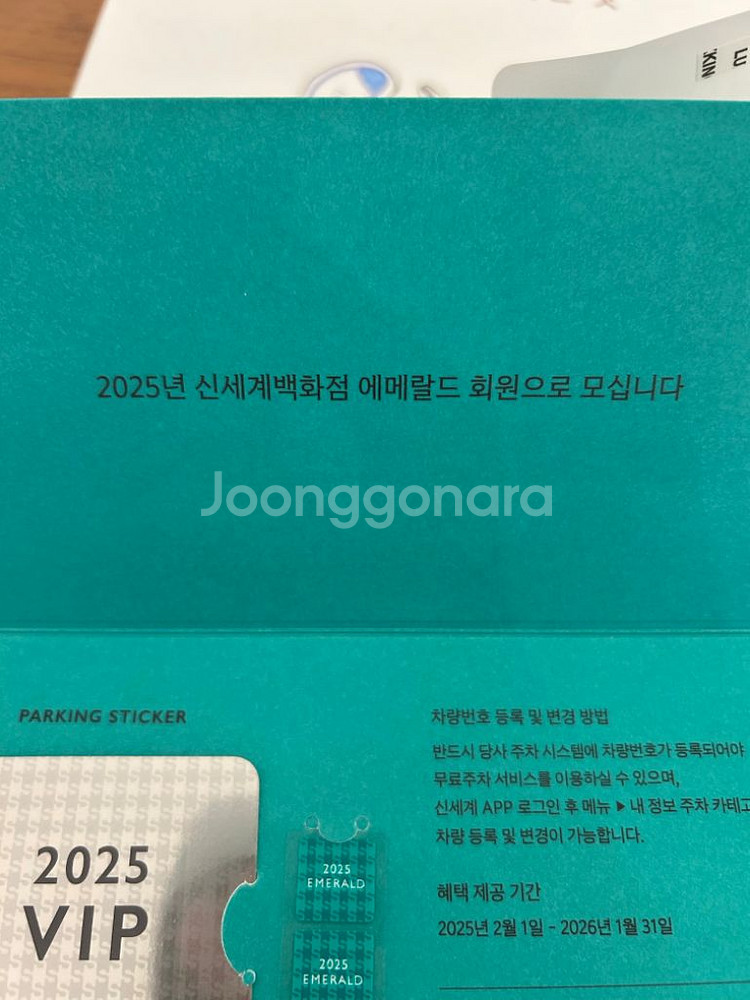 LU
KIN
2025년 신세계백화점 에메랄드 회원으로 모십니다
Joonggonara
PARKING STICKER
차량번호 등록 및 변경 방법
반드시 당사 주차 시스템에 차량번호가 등록되어야
무료주차 서비스를 이용하실 수 있으며,
신세계 APP 로그인 후 메뉴 ▶ 내 정보 주차 카테고
차량 등록 및 변경이 가능합니다.
2025
VIP
2025
EMERALD
혜택 제공 기간
2025년 2월 1일 - 2026년 1월 31일
2025
EMERALD